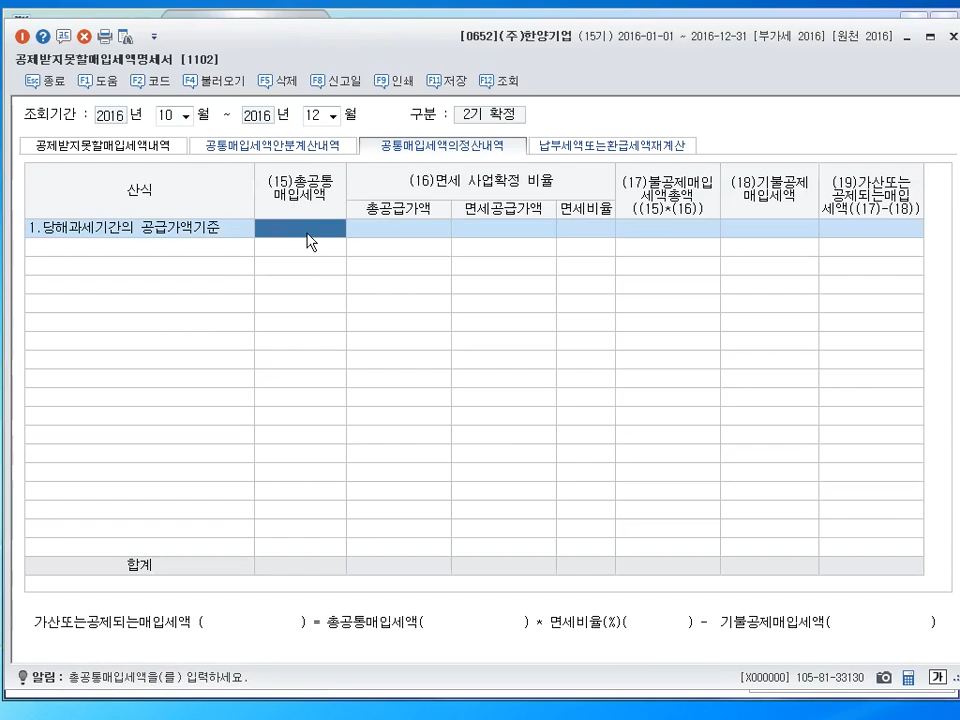 [0652](주)한양기업 (15기) 2016-01-01 ~ 2016-12-31 [부가세 2016] [원천 2016]
공제받지못할매입세액명세서 [1102]
Esc 종료 F1 도움 F2 코드 F4 불러오기 F5 삭제 F8 신고일 F9 인쇄 F11 저장 F12 조회
조회기간 : 2016 년 10 월 ~ 2016 년 12 월 구분 : 2기 확정
공제받지못할매입세액내역 공통매입세액안분계산내역 공통매입세액의정산내역 납부세액또는환급세액재계산
산식
(15)총공통
매입세액
(16)면세 사업확정 비율
총공급가액 면세공급가액 면세비율
(17)불공제매입
세액총액
((15)*(16))
(18)기불공제
매입세액
(19)가산또는
공제되는매입
세액((17)-(18))
1.당해과세기간의 공급가액기준
합계
가산또는공제되는매입세액 ( ) = 총공통매입세액( ) * 면세비율(%)( ) - 기불공제매입세액( )
알림 : 총공통매입세액을(를) 입력하세요. [X000000] 105-81-33130 가